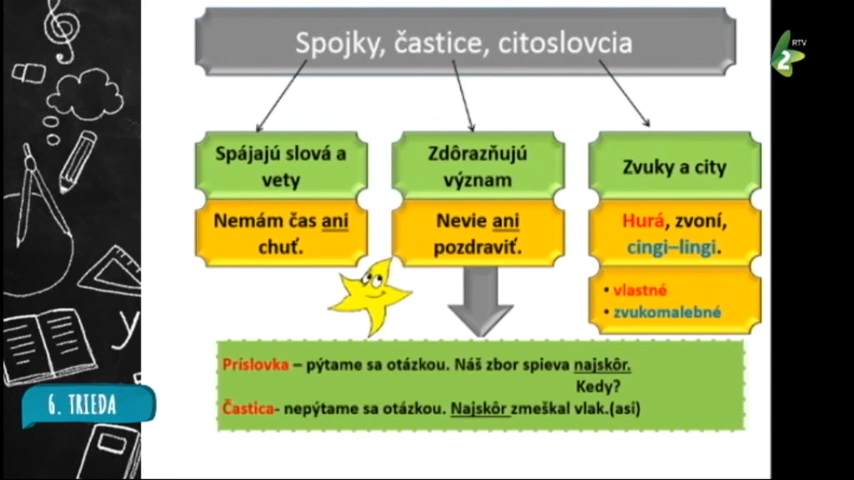 Spojky, častice, citoslovcia
RTV
2
Spájajú slová a
vety
Nemám čas ani
chuť.
Zdôrazňujú
význam
Nevie ani
pozdraviť.
Zvuky a city
Hurá, zvoní,
cingi–lingi.
• vlastné
• zvukomalebné
Príslovka – pýtame sa otázkou. Náš zbor spieva najskôr.
Kedy?
Častica- nepýtame sa otázkou. Najskôr zmeškal vlak.(asi)
y
6. TRIEDA